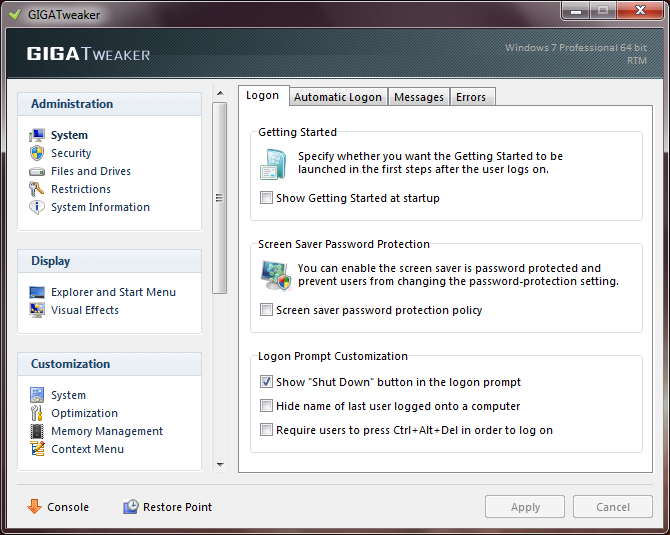 GIGATweaker
GIGATWEAKER
Windows 7 Professional 64 bit
RTM
Administration
System
Security
Files and Drives
Restrictions
System Information
Display
Explorer and Start Menu
Visual Effects
Customization
System
Optimization
Memory Management
Context Menu
Logon
Automatic Logon
Messages
Errors
Getting Started
Specify whether you want the Getting Started to be
launched in the first steps after the user logs on.
Show Getting Started at startup
Screen Saver Password Protection
You can enable the screen saver is password protected and
prevent users from changing the password-protection setting.
Screen saver password protection policy
Logon Prompt Customization
Show "Shut Down" button in the logon prompt
Hide name of last user logged onto a computer
Require users to press Ctrl+Alt+Del in order to log on
Console
Restore Point
Apply
Cancel